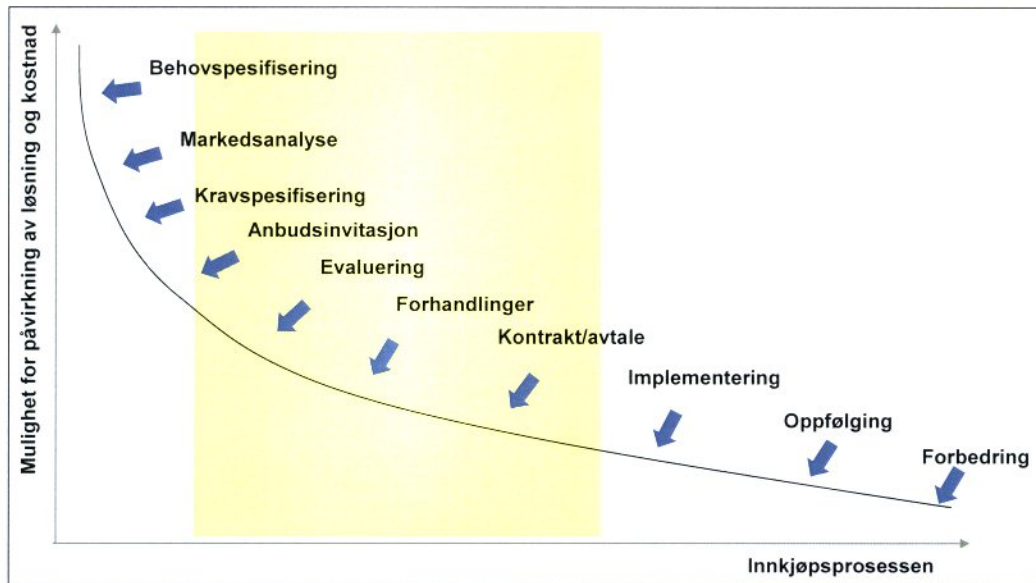 Mulighet for påvirkning av løsning og kostnad
Behovspesifisering
Markedsanalyse
Kravspesifisering
Anbudsinvitasjon
Evaluering
Forhandlinger
Kontrakt/avtale
Implementering
Oppfølging
Forbedring
Innkjøpsprosessen